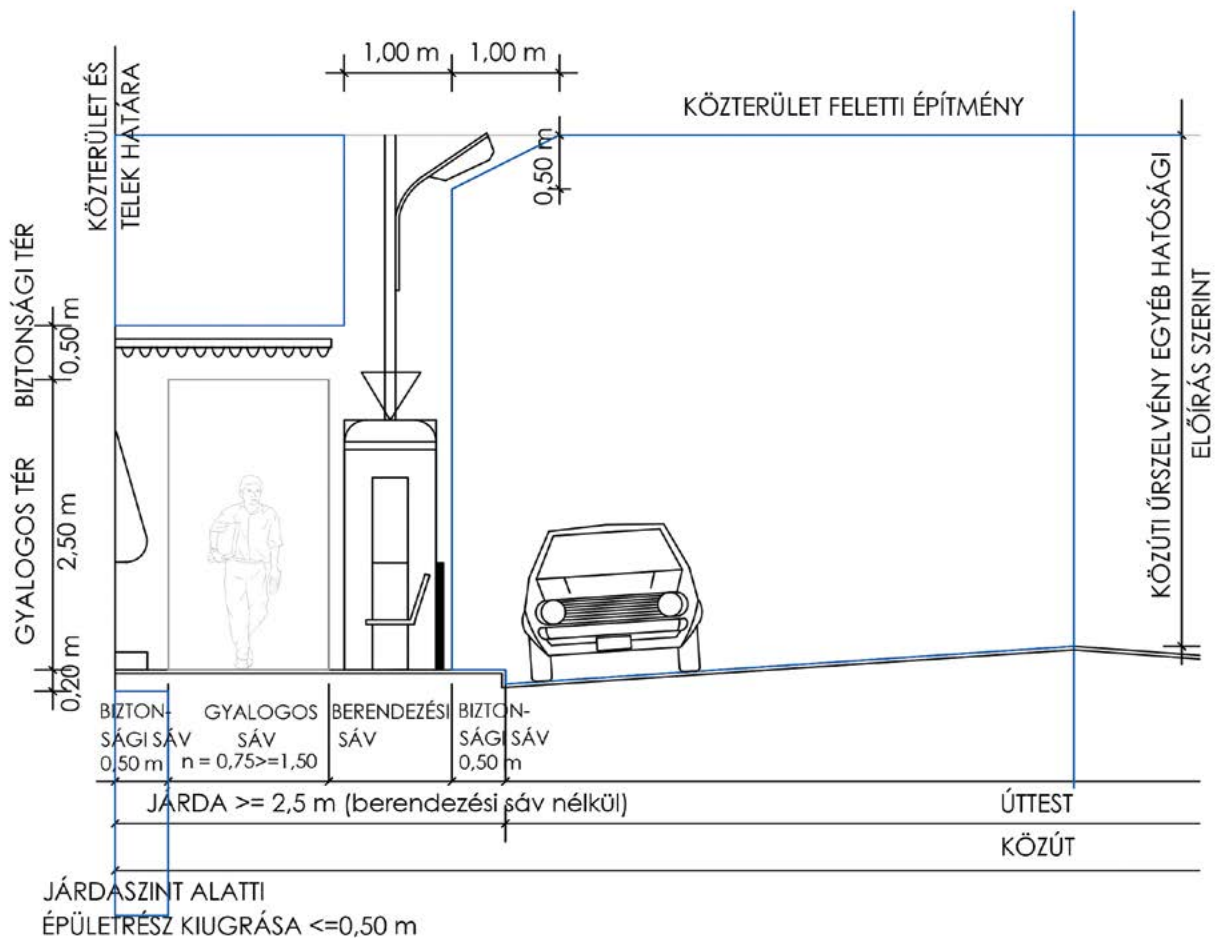 1,00 m
1,00 m
KÖZTERÜLET ÉS
TELEK HATÁRA
KÖZTERÜLET FELETTI ÉPÍTMÉNY
0,50 m
KÖZÚTI ŰRSZELVÉNY EGYÉB HATÓSÁGI
ELŐÍRÁS SZERINT
BIZTONSÁGI TÉR
0,50 m
GYALOGOS TÉR
2,50 m
0,20 m
BIZTON-
SÁGI SÁV
0,50 m
GYALOGOS
SÁV
n = 0,75>=1,50
BERENDEZÉSI
SÁV
BIZTON-
SÁGI SÁV
0,50 m
JÁRDA >= 2,5 m (berendezési sáv nélkül)
ÚTTEST
KÖZÚT
JÁRDASZINT ALATTI
ÉPÜLETRÉSZ KIUGRÁSA <=0,50 m